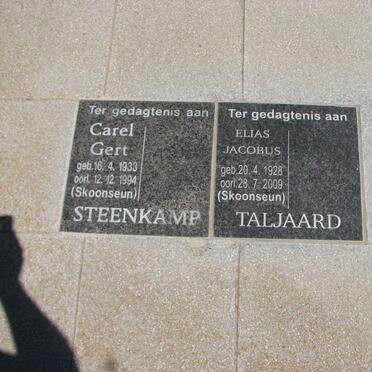 Ter gedagtenis aan
Carel
Gert
geb.16. 4. 1933
oorl. 12. 12. 1994
(Skoonseun)
STEENKAMP
Ter gedagtenis aan
ELIAS
JACOBUS
geb.20. 4. 1928
oorl.28. 7. 2009
(Skoonseun)
TALJAARD